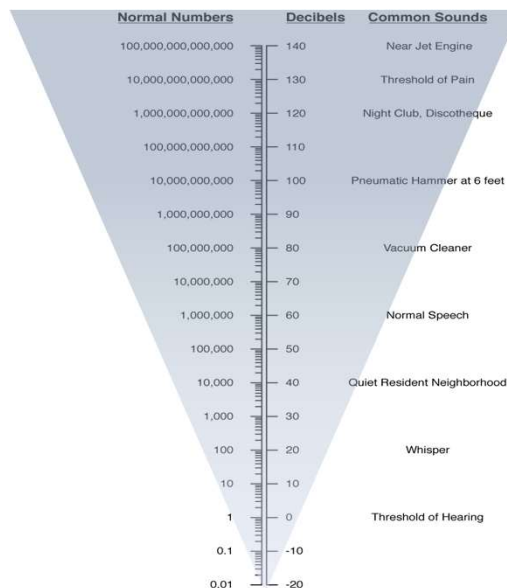 Normal Numbers Decibels Common Sounds
100,000,000,000,000 140 Near Jet Engine
10,000,000,000,000 130 Threshold of Pain
1,000,000,000,000 120 Night Club, Discotheque
100,000,000,000 110
10,000,000,000 100 Pneumatic Hammer at 6 feet
1,000,000,000 90
100,000,000 80 Vacuum Cleaner
10,000,000 70
1,000,000 60 Normal Speech
100,000 50
10,000 40 Quiet Resident Neighborhood
1,000 30
100 20 Whisper
10 10
1 0 Threshold of Hearing
0.1 -10
0.01 -20